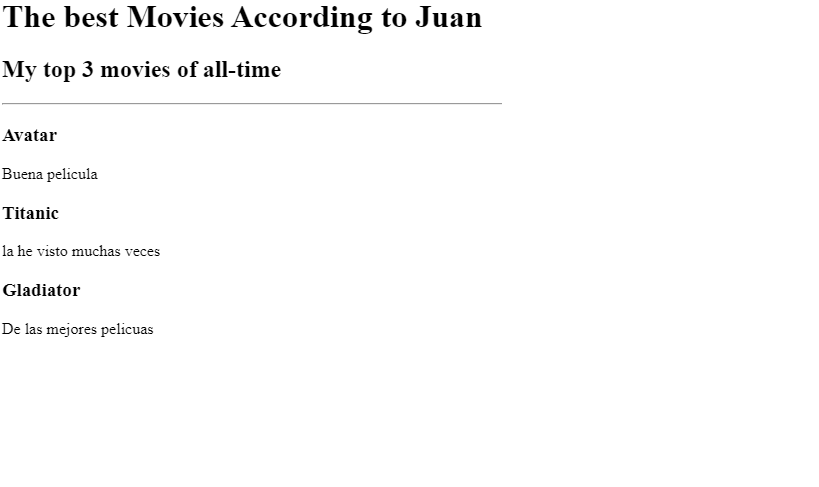 The best Movies According to Juan
My top 3 movies of all-time
Avatar
Buena pelicula
Titanic
la he visto muchas veces
Gladiator
De las mejores pelicuas